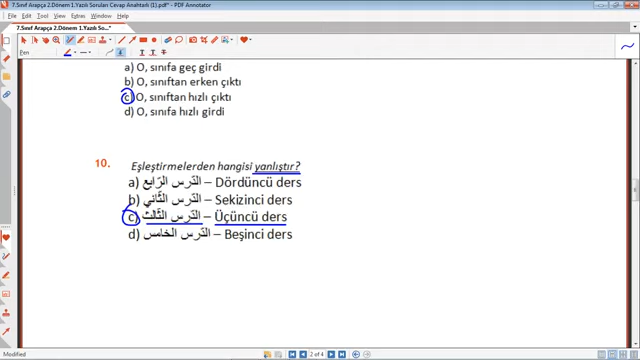 7.Sınıf Arapça 2.Dönem 1.Yazılı Soruları Cevap Anahtarıtı (1).pdf * - PDF Annotator
File Edit View Insert Document Tool Window Help
7.Sınıf Arapça 2.Dönem 1.Yazılı So...*
Pen
a) O, sınıfa geç girdi
b) O, sınıftan erken çıktı
c) O, sınıftan hızlı çıktı
d) O, sınıfa hızlı girdi
10. Eşleştirmelerden hangisi yanlıştır?
a) الدّرس الرّابع – Dördüncü ders
b) الدّرس الثّاني – Sekizinci ders
c) الدّرس الثّالث – Üçüncü ders
d) الدّرس الخامس – Beşinci ders
Modified
2 of 4